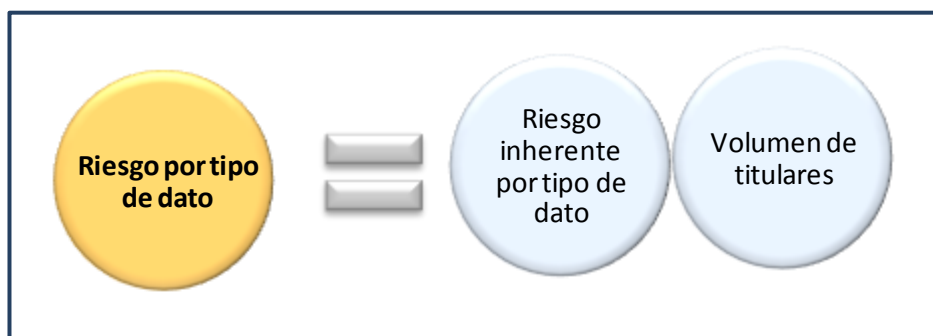 Riesgo por tipo
de dato
Riesgo
inherente
por tipo de
dato
Volumen de
titulares